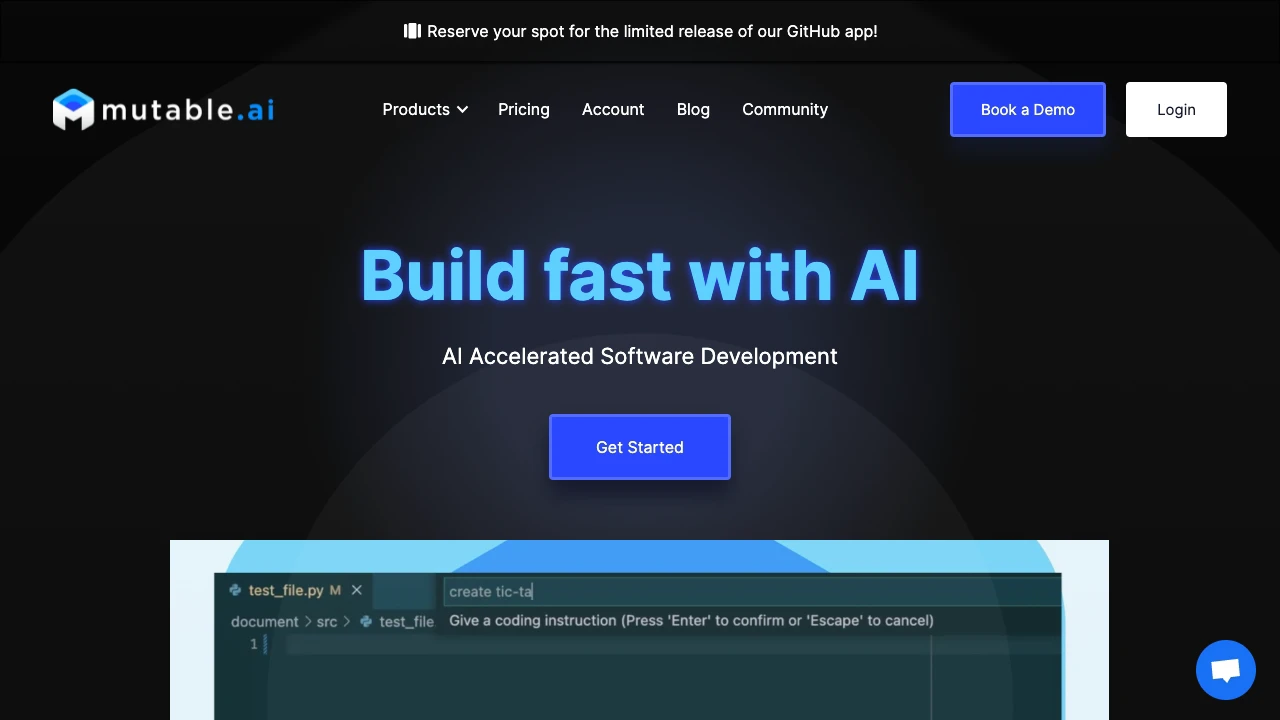 Reserve your spot for the limited release of our GitHub app!
mutable.ai
Products
Pricing
Account
Blog
Community
Book a Demo
Login
Build fast with AI
AI Accelerated Software Development
Get Started
test_file.py M
create tic-ta
document > src > test_file
Give a coding instruction (Press 'Enter' to confirm or 'Escape' to cancel)
1